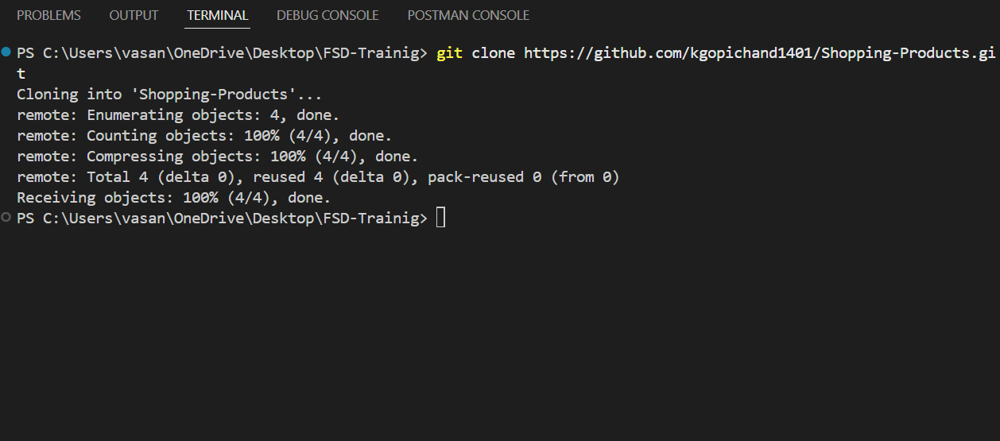 PROBLEMS OUTPUT TERMINAL DEBUG CONSOLE POSTMAN CONSOLE
PS C:\Users\vasan\OneDrive\Desktop\FSD-Trainig> git clone https://github.com/kgopichand1401/Shopping-Products.gi
t
Cloning into 'Shopping-Products'...
remote: Enumerating objects: 4, done.
remote: Counting objects: 100% (4/4), done.
remote: Compressing objects: 100% (4/4), done.
remote: Total 4 (delta 0), reused 4 (delta 0), pack-reused 0 (from 0)
Receiving objects: 100% (4/4), done.
PS C:\Users\vasan\OneDrive\Desktop\FSD-Trainig>